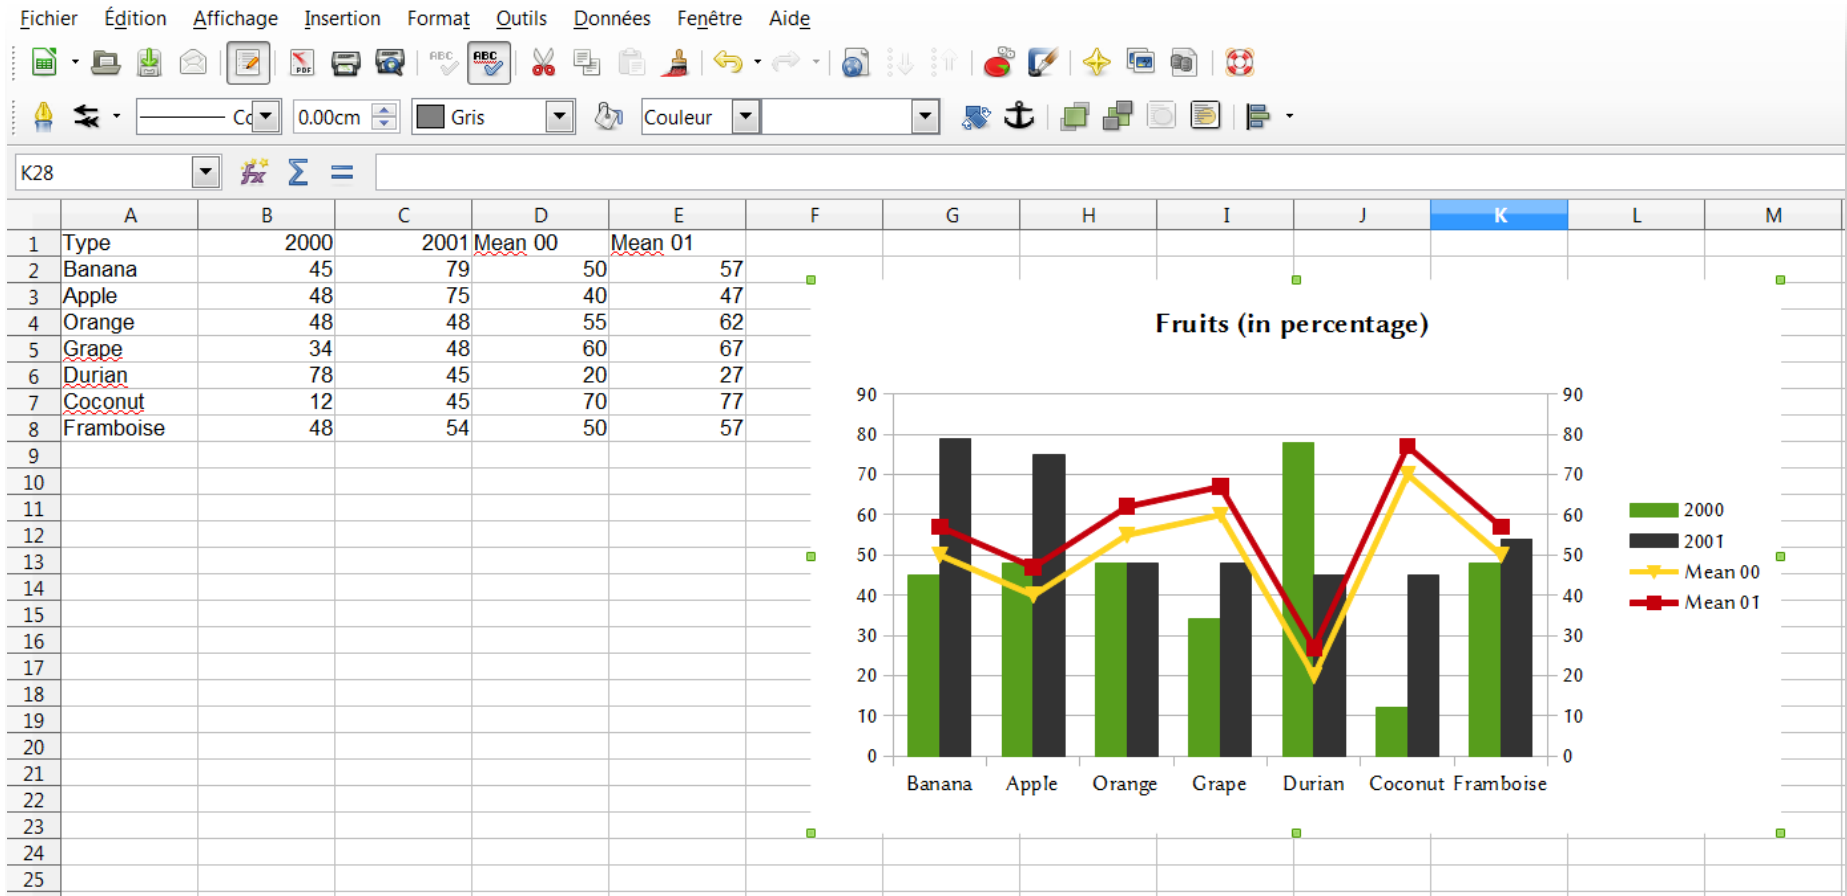 Fichier Édition Affichage Insertion Format Outils Données Fenêtre Aide
PDF ABC ABC
0.00cm Gris Couleur
K28 fx Σ =
A B C D E F G H I J K L M
1 Type 2000 2001 Mean 00 Mean 01
2 Banana 45 79 50 57
3 Apple 48 75 40 47
4 Orange 48 48 55 62
5 Grape 34 48 60 67
6 Durian 78 45 20 27
7 Coconut 12 45 70 77
8 Framboise 48 54 50 57
9
10
11
12
13
14
15
16
17
18
19
20
21
22
23
24
25
Fruits (in percentage)
90 90
80 80
70 70
60 60
50 50
40 40
30 30
20 20
10 10
0 0
Banana Apple Orange Grape Durian Coconut Framboise
2000
2001
Mean 00
Mean 01